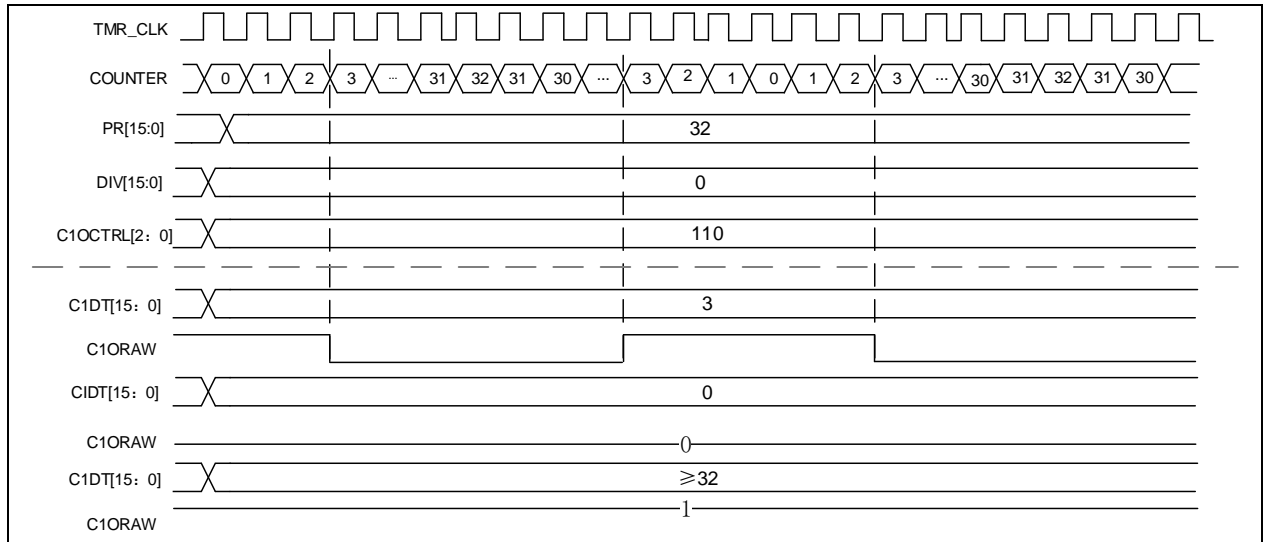 TMR_CLK
COUNTER 0 1 2 3 ... 31 32 31 30 ... 3 2 1 0 1 2 3 ... 30 31 32 31 30
PR[15:0] 32
DIV[15:0] 0
C1OCTRL[2：0] 110
C1DT[15：0] 3
C1ORAW
CIDT[15：0] 0
C1ORAW 0
C1DT[15：0] ≥32
C1ORAW 1